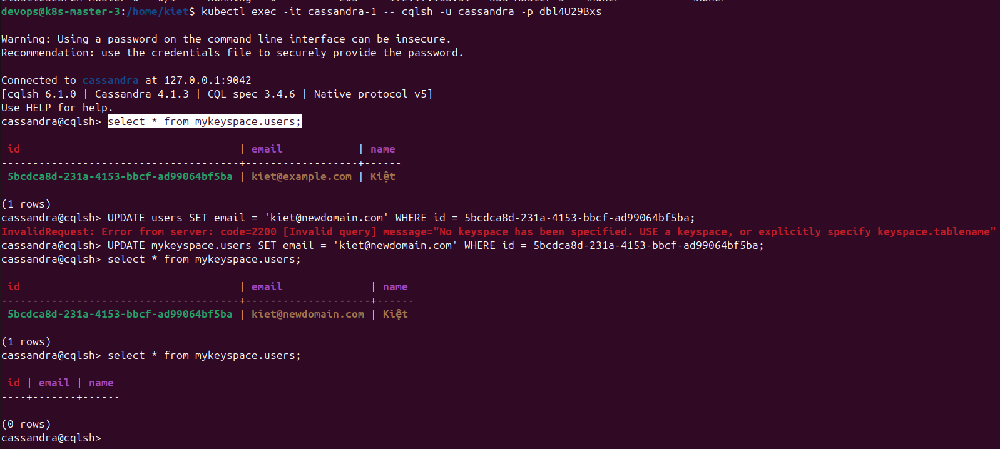 devops@k8s-master-3:/home/kiet$ kubectl exec -it cassandra-1 -- cqlsh -u cassandra -p dbl4U29Bxs
Warning: Using a password on the command line interface can be insecure.
Recommendation: use the credentials file to securely provide the password.
Connected to cassandra at 127.0.0.1:9042
[cqlsh 6.1.0 | Cassandra 4.1.3 | CQL spec 3.4.6 | Native protocol v5]
Use HELP for help.
cassandra@cqlsh> select * from mykeyspace.users;
id | email | name
--------------------------------------+------------------+------
5bcdca8d-231a-4153-bbcf-ad99064bf5ba | kiet@example.com | Kiệt
(1 rows)
cassandra@cqlsh> UPDATE users SET email = 'kiet@newdomain.com' WHERE id = 5bcdca8d-231a-4153-bbcf-ad99064bf5ba;
InvalidRequest: Error from server: code=2200 [Invalid query] message="No keyspace has been specified. USE a keyspace, or explicitly specify keyspace.tablename"
cassandra@cqlsh> UPDATE mykeyspace.users SET email = 'kiet@newdomain.com' WHERE id = 5bcdca8d-231a-4153-bbcf-ad99064bf5ba;
cassandra@cqlsh> select * from mykeyspace.users;
id | email | name
--------------------------------------+--------------------+------
5bcdca8d-231a-4153-bbcf-ad99064bf5ba | kiet@newdomain.com | Kiệt
(1 rows)
cassandra@cqlsh> select * from mykeyspace.users;
id | email | name
----+-------+------
(0 rows)
cassandra@cqlsh>